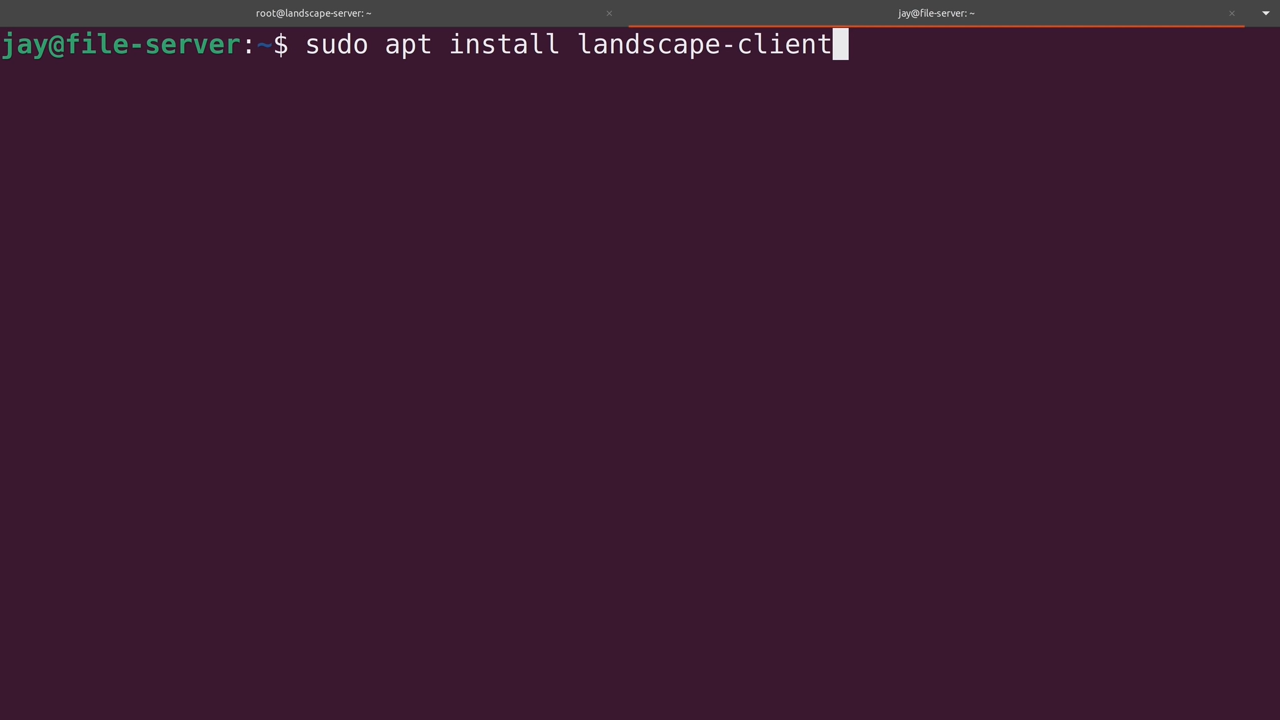 root@landscape-server: ~ × jay@file-server: ~ ×
jay@file-server:~$ sudo apt install landscape-client